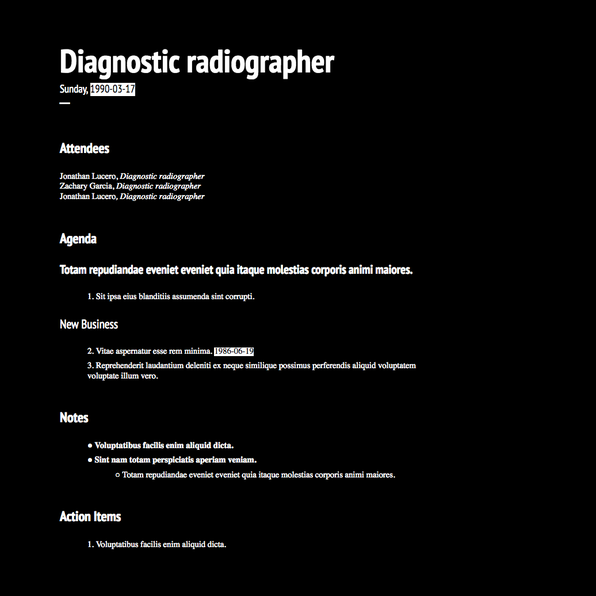 Diagnostic radiographer
Sunday, 1990-03-17
Attendees
Jonathan Lucero, Diagnostic radiographer
Zachary Garcia, Diagnostic radiographer
Jonathan Lucero, Diagnostic radiographer
Agenda
Totam repudiandae eveniet eveniet quia itaque molestias corporis animi maiores.
1. Sit ipsa eius blanditiis assumenda sint corrupti.
New Business
2. Vitae aspernatur esse rem minima. 1986-06-19
3. Reprehenderit laudantium deleniti ex neque similique possimus perferendis aliquid voluptatem
voluptate illum vero.
Notes
● Voluptatibus facilis enim aliquid dicta.
● Sint nam totam perspiciatis aperiam veniam.
○ Totam repudiandae eveniet eveniet quia itaque molestias corporis animi maiores.
Action Items
1. Voluptatibus facilis enim aliquid dicta.